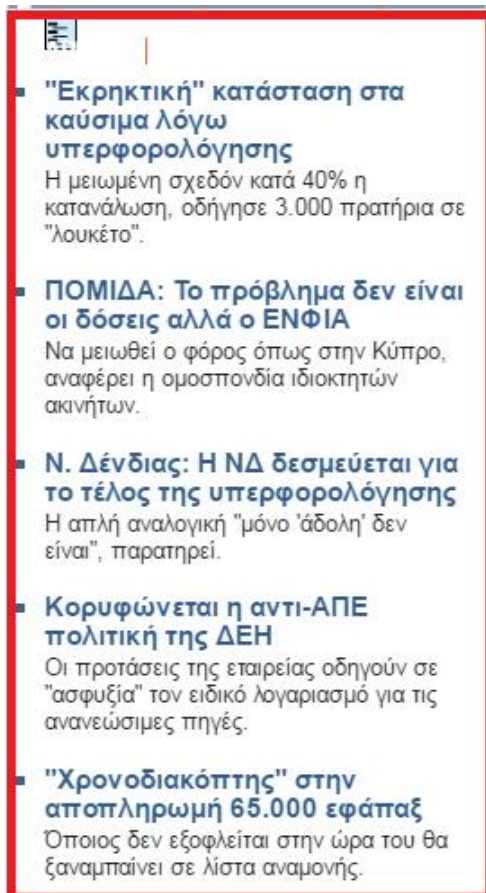 "Εκρηκτική" κατάσταση στα
καύσιμα λόγω
υπερφορολόγησης
Η μειωμένη σχεδόν κατά 40% η
κατανάλωση, οδήγησε 3.000 πρατήρια σε
"λουκέτο".
ΠΟΜΙΔΑ: Το πρόβλημα δεν είναι
οι δόσεις αλλά ο ΕΝΦΙΑ
Να μειωθεί ο φόρος όπως στην Κύπρο,
αναφέρει η ομοσπονδία ιδιοκτητών
ακινήτων.
Ν. Δένδιας: Η ΝΔ δεσμεύεται για
το τέλος της υπερφορολόγησης
Η απλή αναλογική "μόνο 'άδολη' δεν
είναι", παρατηρεί.
Κορυφώνεται η αντι-ΑΠΕ
πολιτική της ΔΕΗ
Οι προτάσεις της εταιρείας οδηγούν σε
"ασφυξία" τον ειδικό λογαριασμό για τις
ανανεώσιμες πηγές.
"Χρονοδιακόπτης" στην
αποπληρωμή 65.000 εφάπαξ
Όποιος δεν εξοφλείται στην ώρα του θα
ξαναμπαίνει σε λίστα αναμονής.